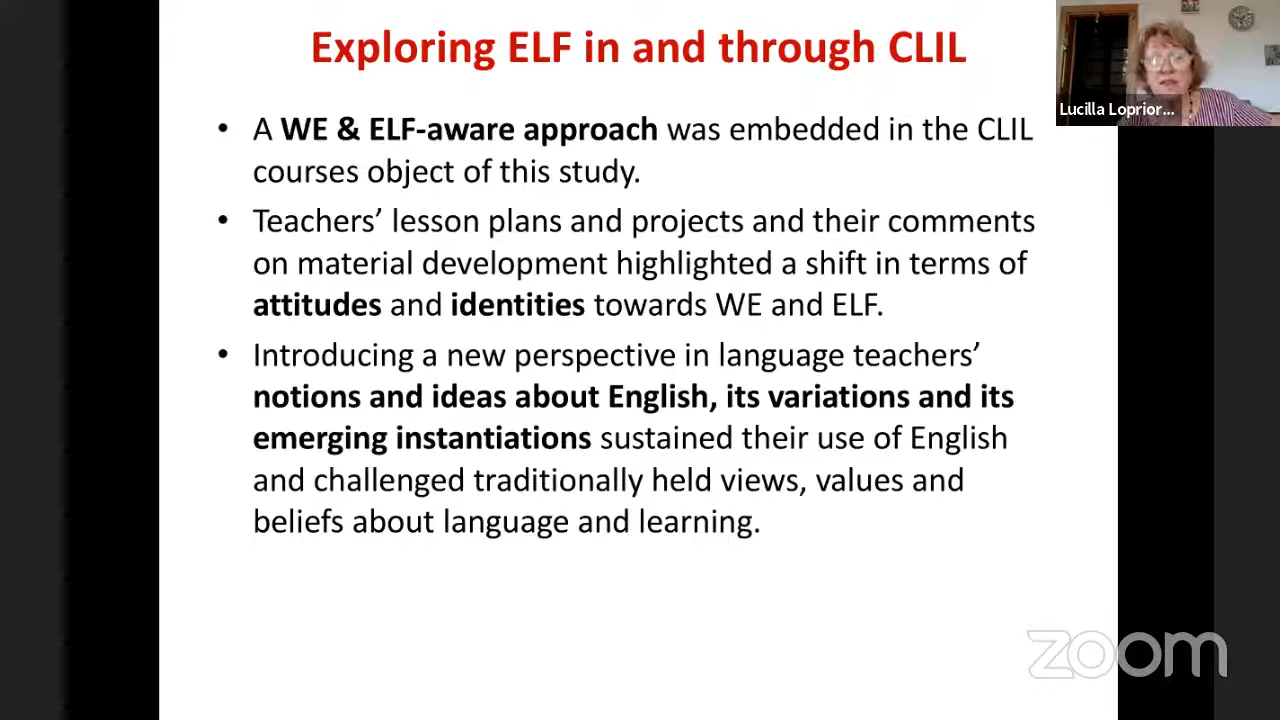 Exploring ELF in and through CLIL
Lucilla Loprior...
• A WE & ELF-aware approach was embedded in the CLIL
courses object of this study.
• Teachers’ lesson plans and projects and their comments
on material development highlighted a shift in terms of
attitudes and identities towards WE and ELF.
• Introducing a new perspective in language teachers’
notions and ideas about English, its variations and its
emerging instantiations sustained their use of English
and challenged traditionally held views, values and
beliefs about language and learning.
zoom